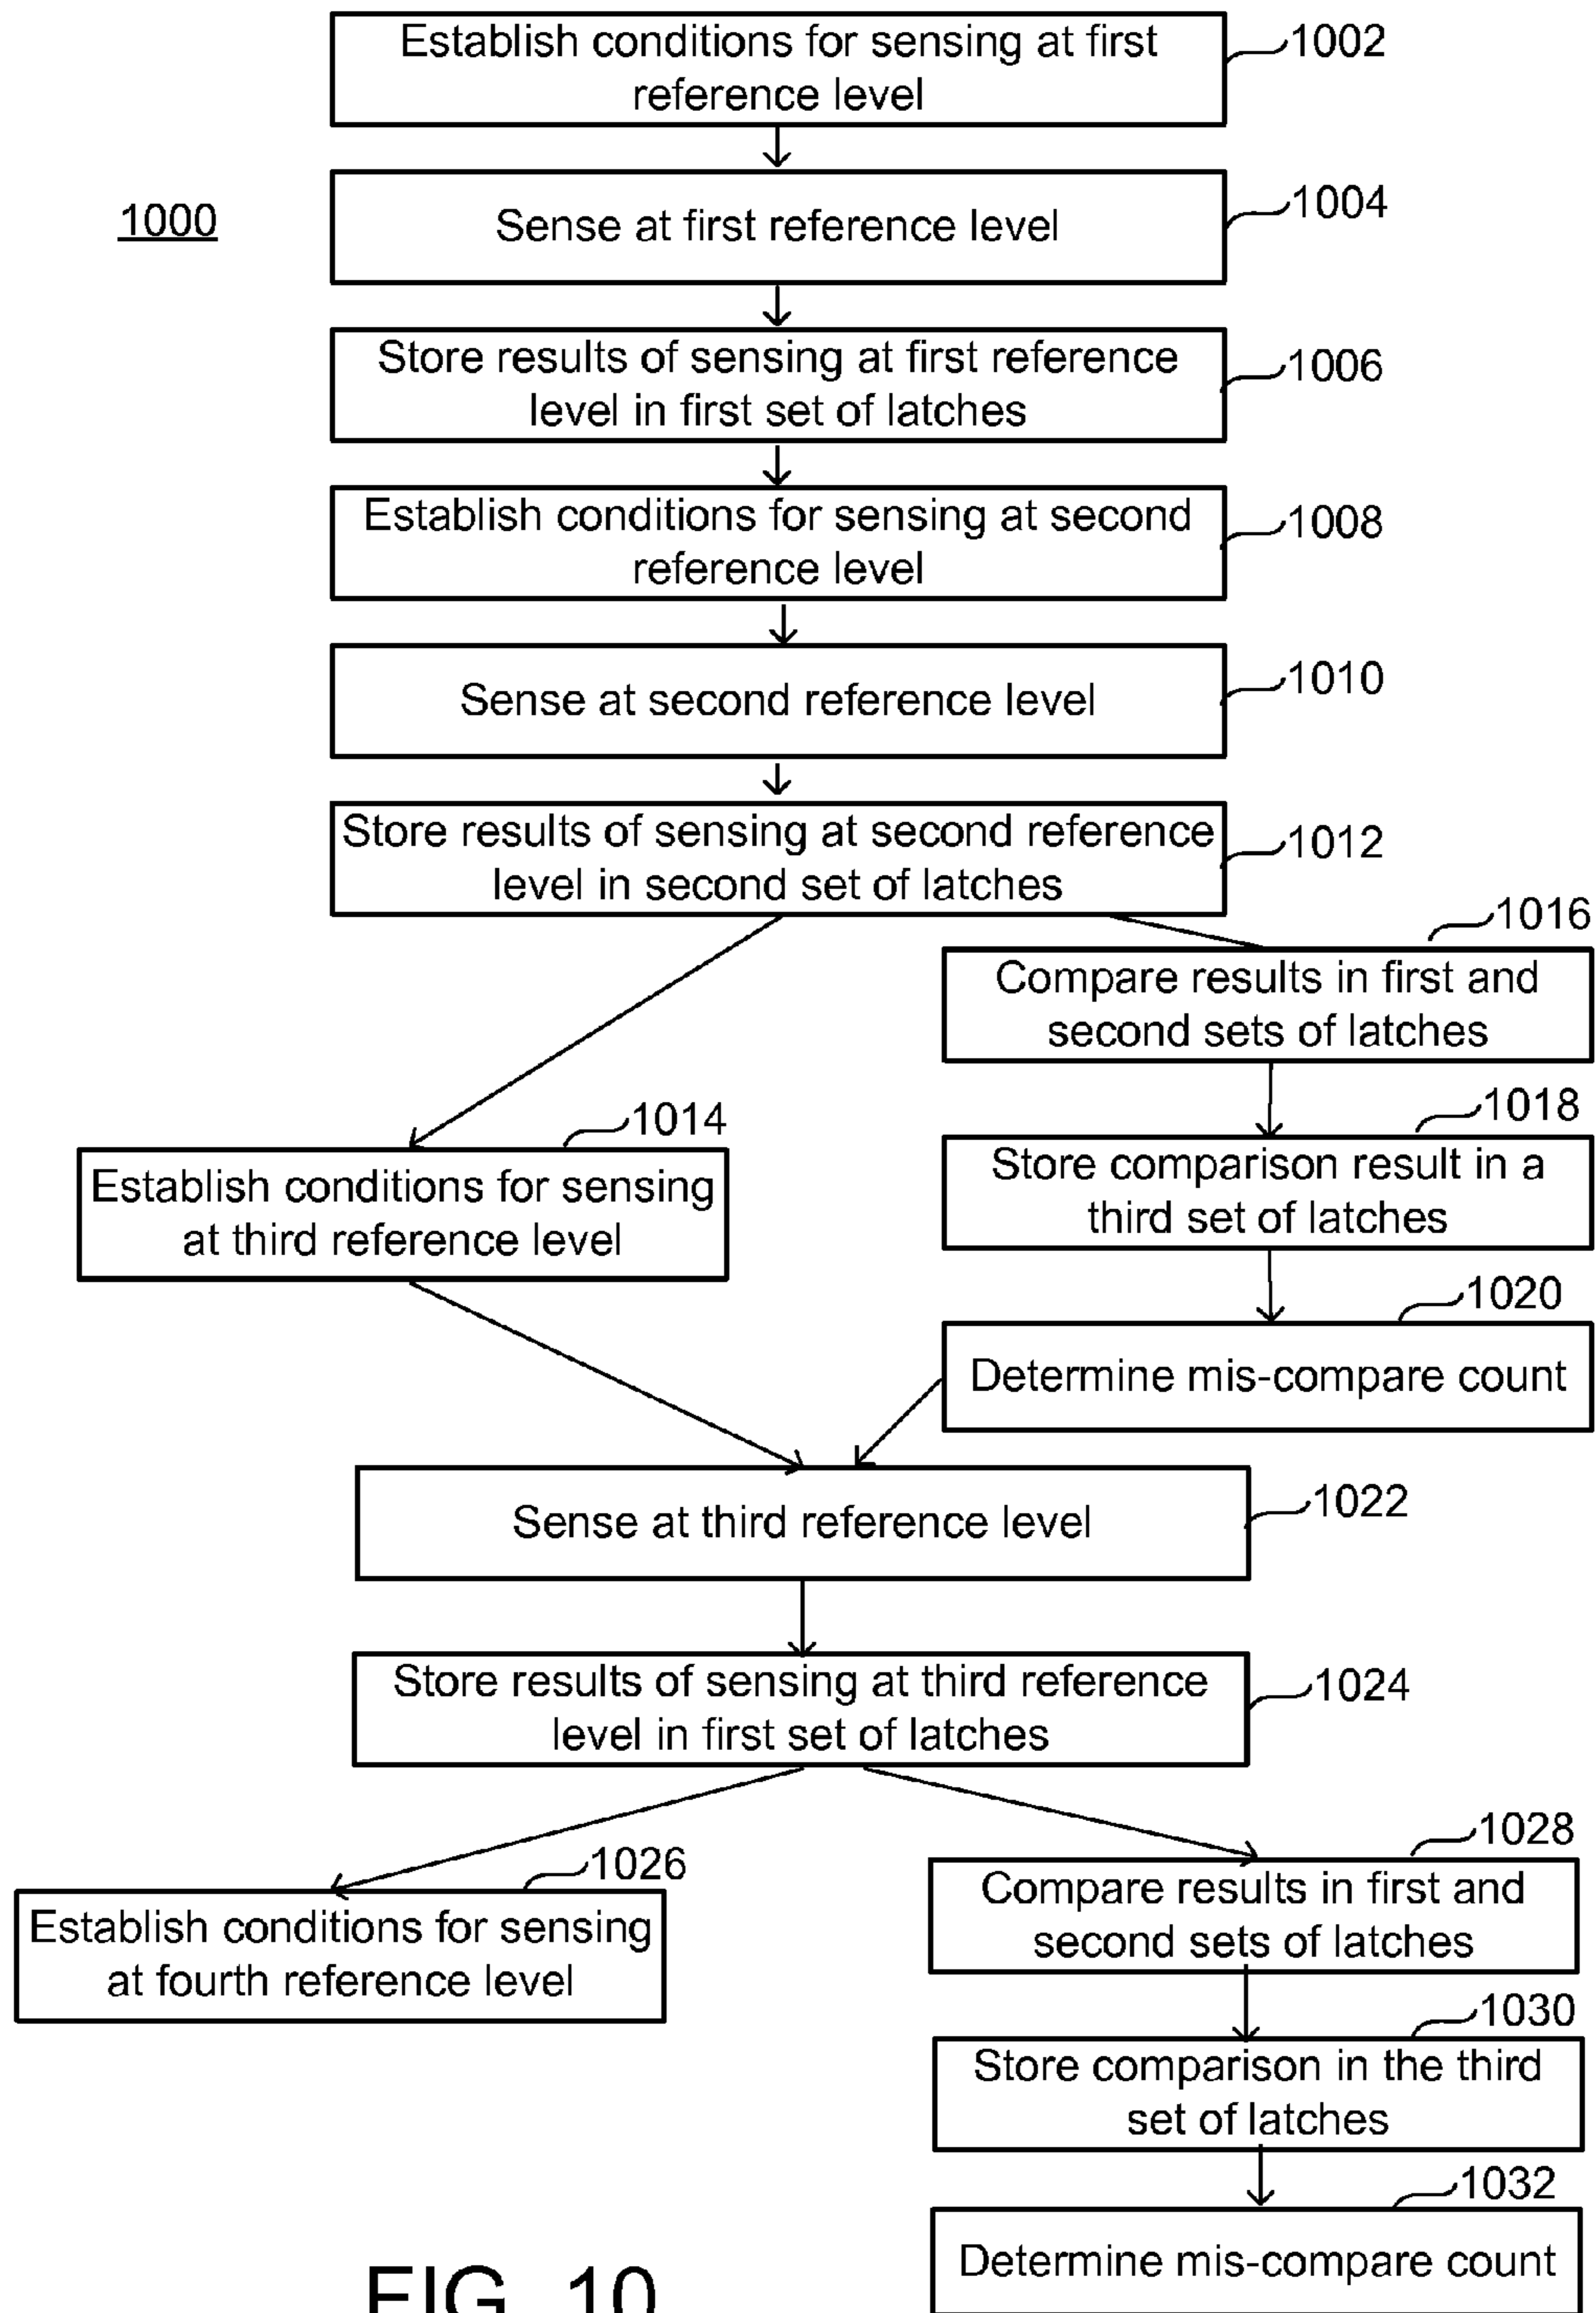 Establish conditions for sensing at first
reference level
1002
1000
Sense at first reference level
1004
Store results of sensing at first reference
level in first set of latches
1006
Establish conditions for sensing at second
reference level
1008
Sense at second reference level
1010
Store results of sensing at second reference
level in second set of latches
1012
1016
Compare results in first and
second sets of latches
1014
Establish conditions for sensing
at third reference level
1018
Store comparison result in a
third set of latches
1020
Determine mis-compare count
Sense at third reference level
1022
Store results of sensing at third reference
level in first set of latches
1024
1026
Establish conditions for sensing
at fourth reference level
1028
Compare results in first and
second sets of latches
1030
Store comparison in the third
set of latches
1032
Determine mis-compare count
FIG. 10